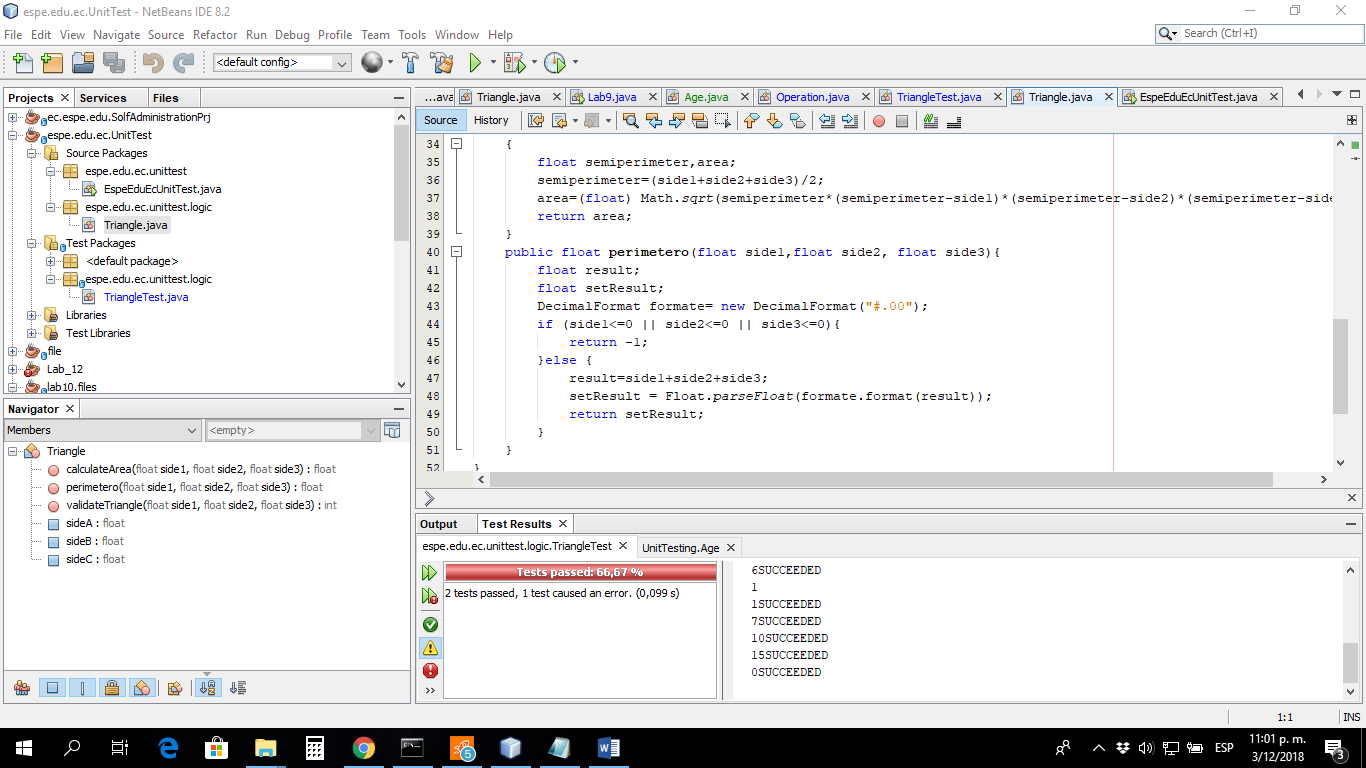 espe.edu.ec.UnitTest - NetBeans IDE 8.2
File Edit View Navigate Source Refactor Run Debug Profile Team Tools Window Help
Search (Ctrl+I)
<default config>
Projects Services Files
ec.espe.edu.SolfAdministrationPrj
espe.edu.ec.UnitTest
Source Packages
espe.edu.ec.unittest
EspeEduEcUnitTest.java
espe.edu.ec.unittest.logic
Triangle.java
Test Packages
<default package>
espe.edu.ec.unittest.logic
TriangleTest.java
Libraries
Test Libraries
file
Lab_12
lab10.files
Navigator
Members
<empty>
Triangle
calculateArea(float side1, float side2, float side3) : float
perimetero(float side1, float side2, float side3) : float
validateTriangle(float side1, float side2, float side3) : int
sideA : float
sideB : float
sideC : float
...ava Triangle.java Lab9.java Age.java Operation.java TriangleTest.java Triangle.java EspeEduEcUnitTest.java
Source History
34 {
35 float semiperimeter,area;
36 semiperimeter=(side1+side2+side3)/2;
37 area=(float) Math.sqrt(semiperimeter*(semiperimeter-side1)*(semiperimeter-side2)*(semiperimeter-side
38 return area;
39 }
40 public float perimetero(float side1,float side2, float side3){
41 float result;
42 float setResult;
43 DecimalFormat formate= new DecimalFormat("#.00");
44 if (side1<=0 || side2<=0 || side3<=0){
45 return -1;
46 }else {
47 result=side1+side2+side3;
48 setResult = Float.parseFloat(formate.format(result));
49 return setResult;
50 }
51 }
52 }
Output Test Results
espe.edu.ec.unittest.logic.TriangleTest UnitTesting.Age
Tests passed: 66,67 %
2 tests passed, 1 test caused an error. (0,099 s)
6SUCCEEDED
1
1SUCCEEDED
7SUCCEEDED
10SUCCEEDED
15SUCCEEDED
0SUCCEEDED
1:1 INS
5
ESP
11:01 p. m.
3/12/2018
3